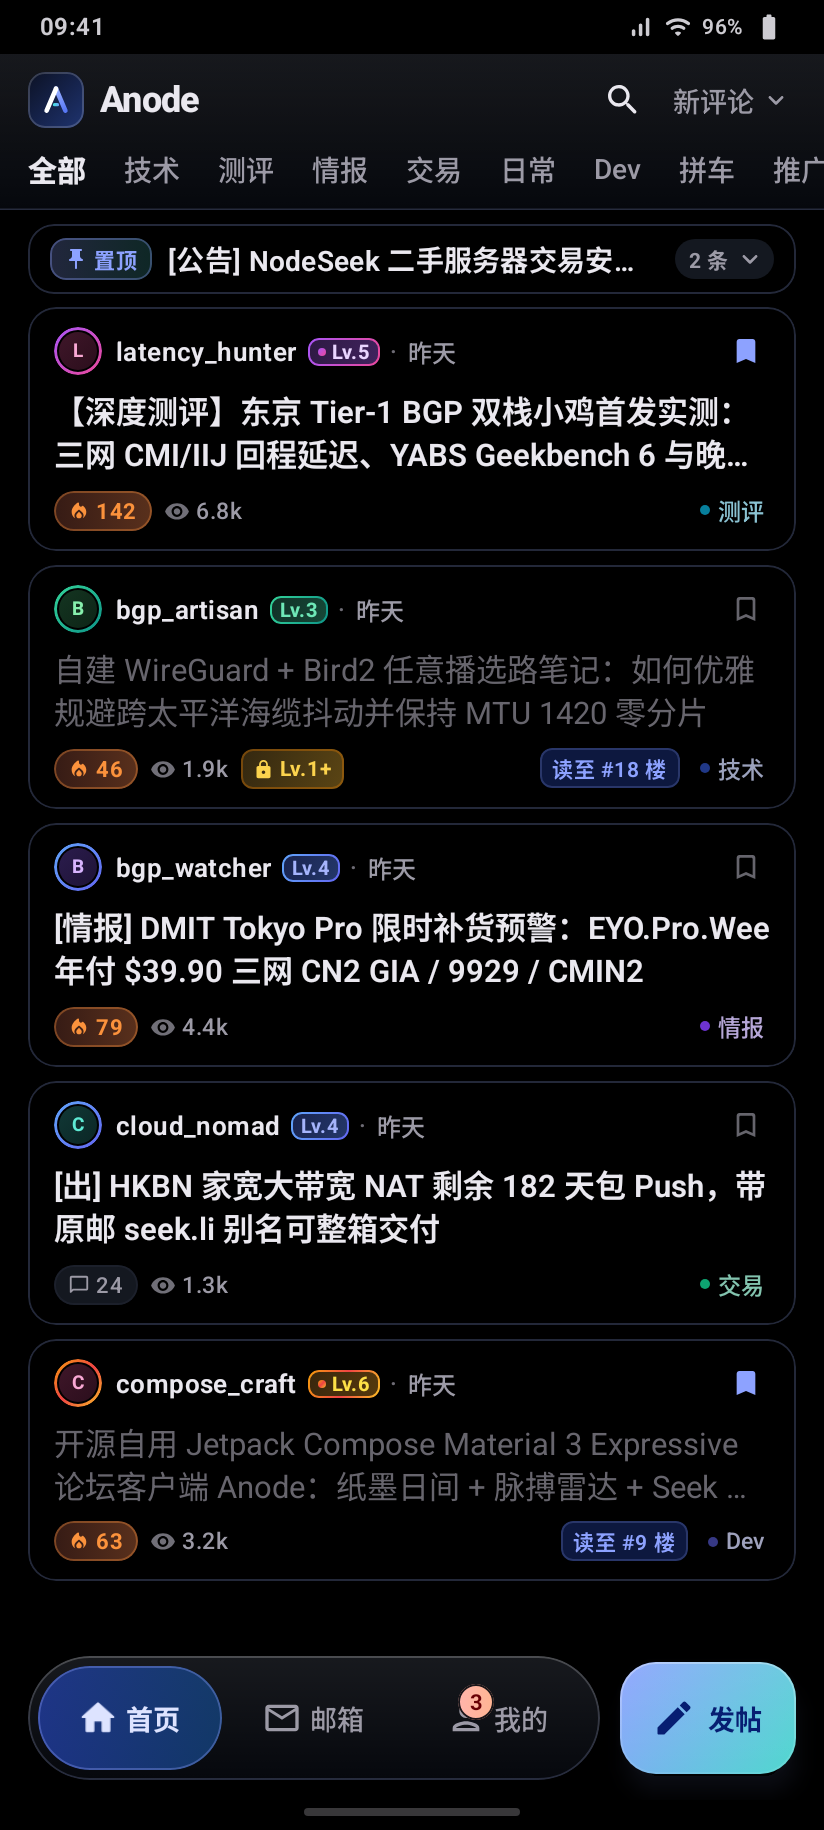 09:41
96%
Anode
新评论
全部 技术 测评 情报 交易 日常 Dev 拼车 推广
置顶 [公告] NodeSeek 二手服务器交易安… 2 条
L latency_hunter Lv.5 · 昨天
【深度测评】东京 Tier-1 BGP 双栈小鸡首发实测：
三网 CMI/IIJ 回程延迟、YABS Geekbench 6 与晚…
142 6.8k 测评
B bgp_artisan Lv.3 · 昨天
自建 WireGuard + Bird2 任意播选路笔记：如何优雅
规避跨太平洋海缆抖动并保持 MTU 1420 零分片
46 1.9k Lv.1+ 读至 #18 楼 技术
B bgp_watcher Lv.4 · 昨天
[情报] DMIT Tokyo Pro 限时补货预警：EYO.Pro.Wee
年付 $39.90 三网 CN2 GIA / 9929 / CMIN2
79 4.4k 情报
C cloud_nomad Lv.4 · 昨天
[出] HKBN 家宽大带宽 NAT 剩余 182 天包 Push，带
原邮 seek.li 别名可整箱交付
24 1.3k 交易
C compose_craft Lv.6 · 昨天
开源自用 Jetpack Compose Material 3 Expressive
论坛客户端 Anode：纸墨日间 + 脉搏雷达 + Seek …
63 3.2k 读至 #9 楼 Dev
首页 邮箱 3 我的 发帖